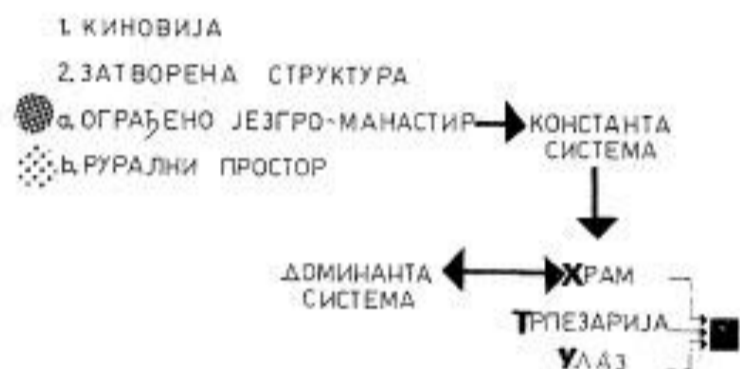 1. КИНОВИЈА
2. ЗАТВОРЕНА СТРУКТУРА
a. ОГРАЂЕНО ЈЕЗГРО-МАНАСТИР
КОНСТАНТА
СИСТЕМА
b. РУРАЛНИ ПРОСТОР
ДОМИНАНТА
СИСТЕМА
ХРАМ
ТРПЕЗАРИЈА
УЛАЗ